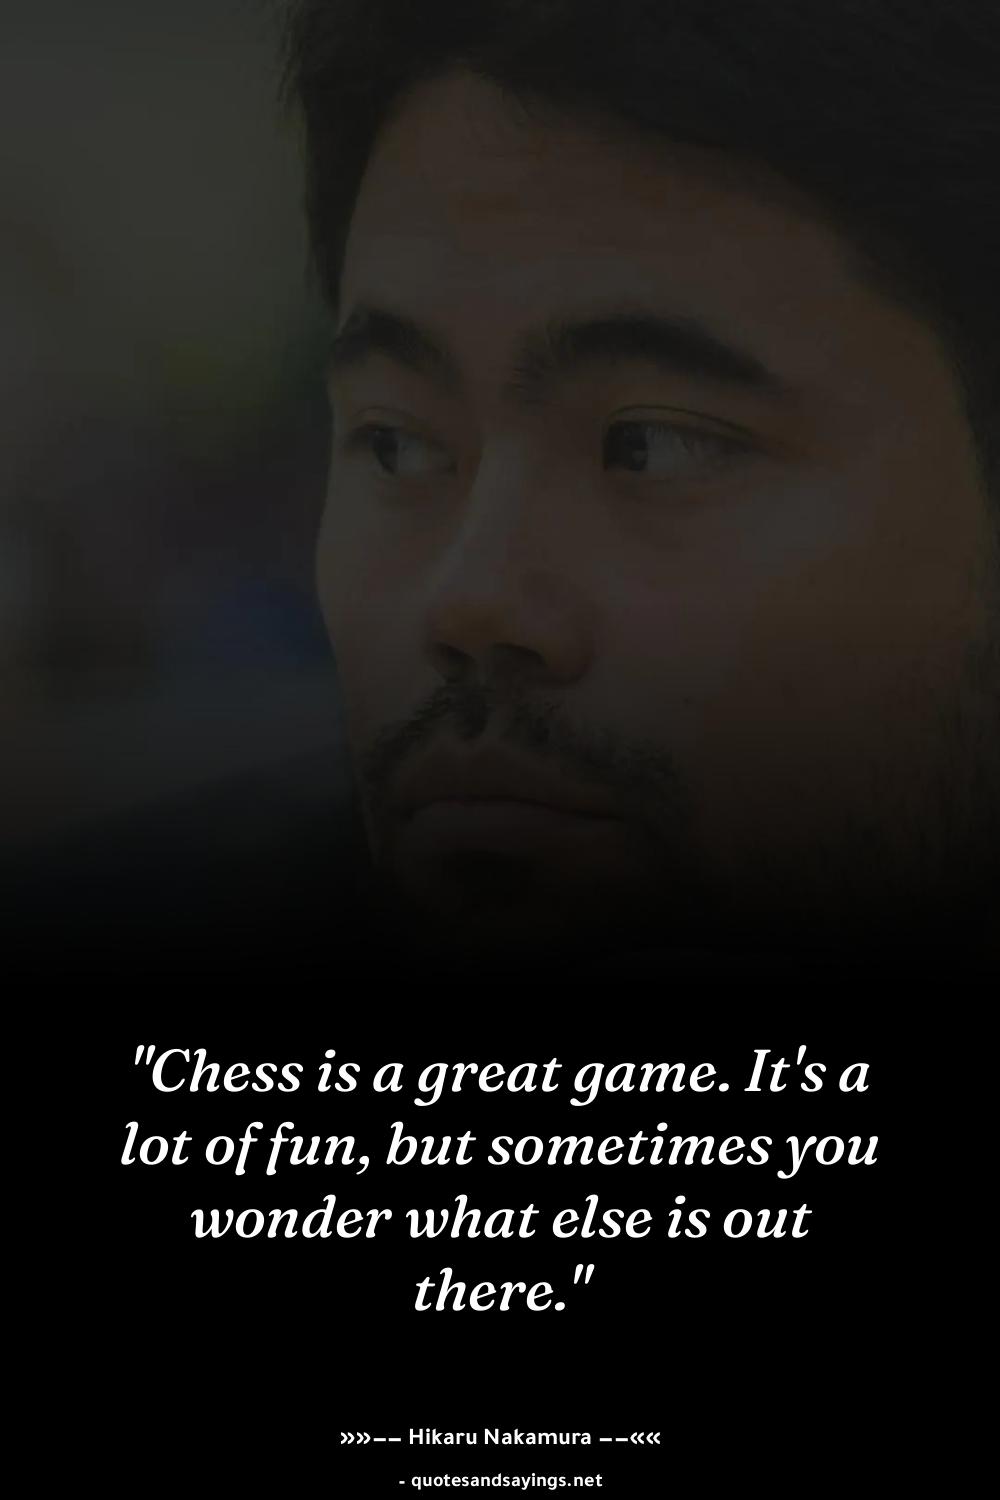 "Chess is a great game. It's a
lot of fun, but sometimes you
wonder what else is out
there."
»»−− Hikaru Nakamura −−««
- quotesandsayings.net